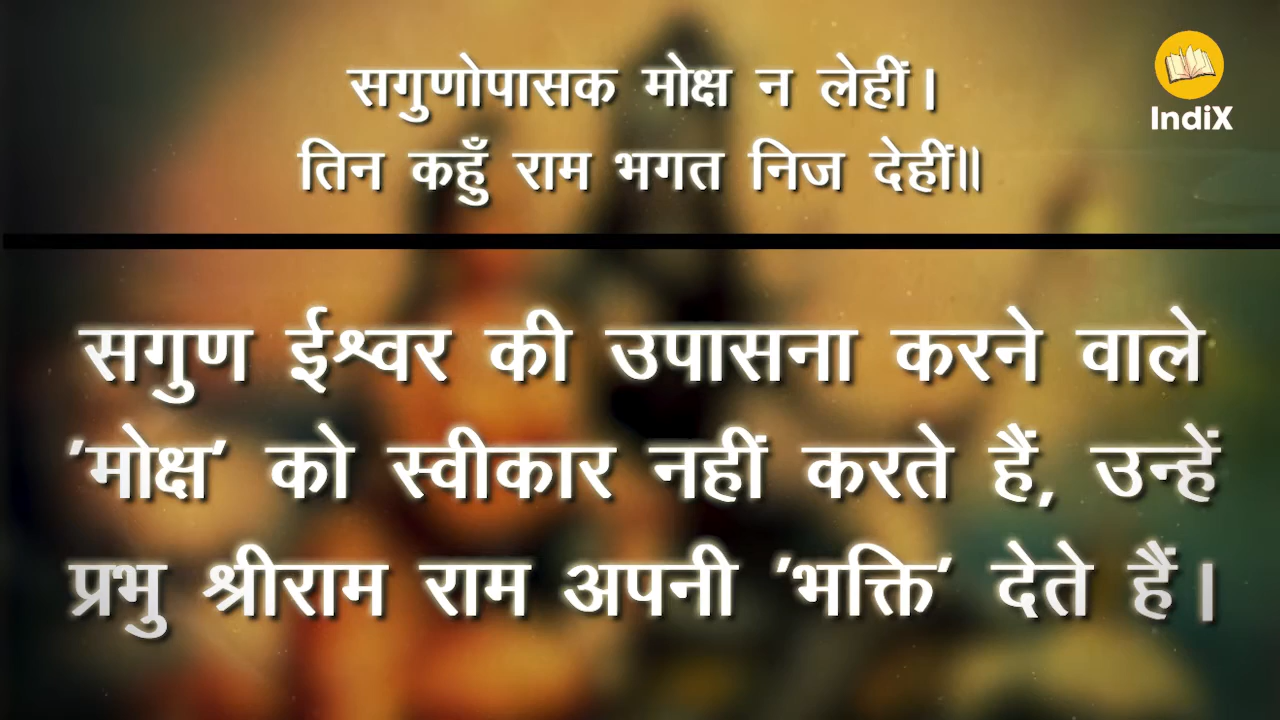 सगुणोपासक मोक्ष न लेहीं।
तिन कहुँ राम भगत निज देहीं॥
IndiX
सगुण ईश्वर की उपासना करने वाले
'मोक्ष' को स्वीकार नहीं करते हैं, उन्हें
प्रभु श्रीराम राम अपनी 'भक्ति' देते हैं।